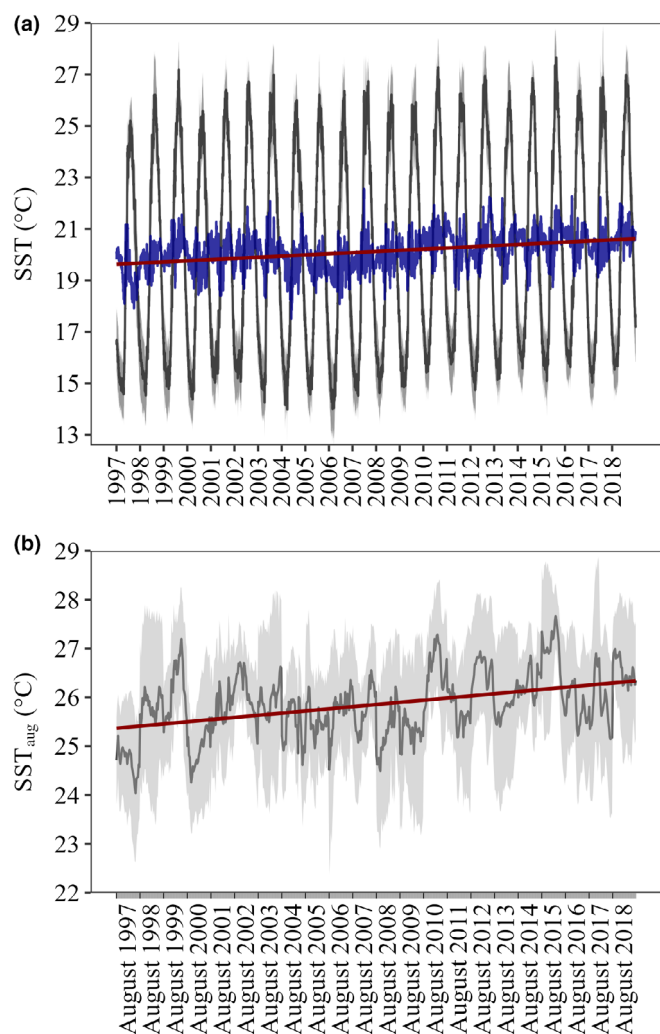 (a)
SST (°C)
29
27
25
23
21
19
17
15
13
1997
1998
1999
2000
2001
2002
2003
2004
2005
2006
2007
2008
2009
2010
2011
2012
2013
2014
2015
2016
2017
2018
(b)
SSTaug (°C)
29
28
27
26
25
24
23
22
August 1997
August 1998
August 1999
August 2000
August 2001
August 2002
August 2003
August 2004
August 2005
August 2006
August 2007
August 2008
August 2009
August 2010
August 2011
August 2012
August 2013
August 2014
August 2015
August 2016
August 2017
August 2018